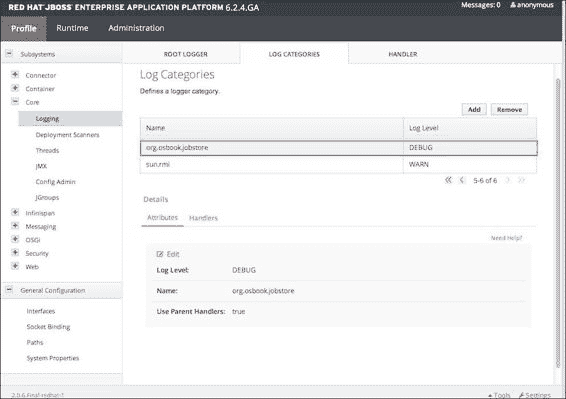 RED HAT JBOSS ENTERPRISE APPLICATION PLATFORM 6.2.4.GA
Messages: 0 anonymous
Profile Runtime Administration
Subsystems
Connector
Container
Core
Logging
Deployment Scanners
Threads
JMX
Config Admin
JGroups
Infinispan
Messaging
OSGi
Security
Web
General Configuration
Interfaces
Socket Binding
Paths
System Properties
ROOT LOGGER LOG CATEGORIES HANDLER
Log Categories
Defines a logger category.
Add Remove
Name Log Level
org.osbook.jobstore DEBUG
sun.rmi WARN
5-6 of 6
Details
Attributes Handlers
Need Help?
Edit
Log Level: DEBUG
Name: org.osbook.jobstore
Use Parent Handlers: true
2.0.6.Final-redhat-1
Tools Settings